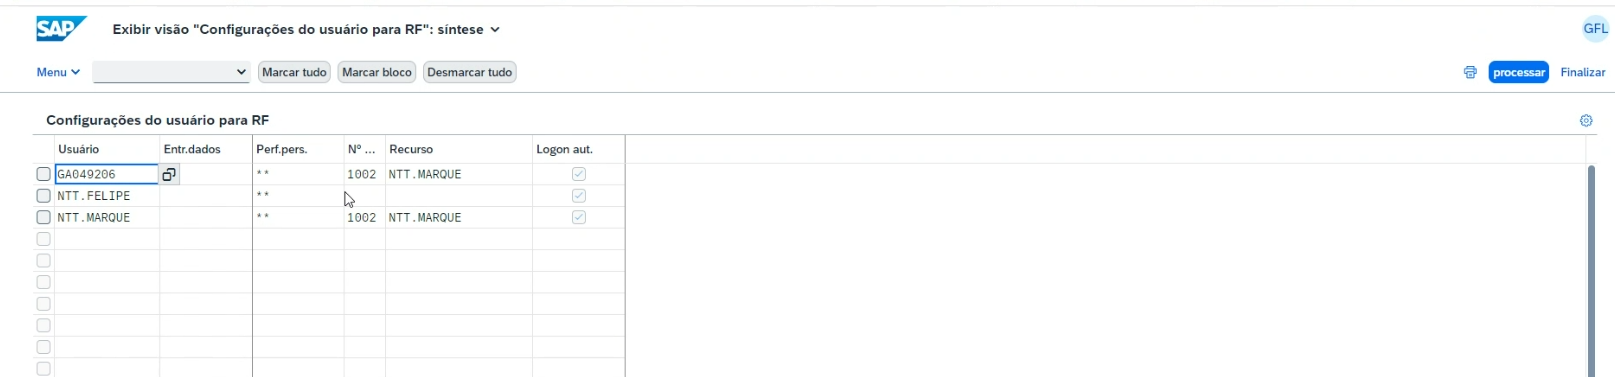 SAP Exibir visão "Configurações do usuário para RF": síntese GFL
Menu Marcar tudo Marcar bloco Desmarcar tudo processar Finalizar
Configurações do usuário para RF
Usuário Entr.dados Perf.pers. Nº ... Recurso Logon aut.
GA049206 ** 1002 NTT.MARQUE
NTT.FELIPE **
NTT.MARQUE ** 1002 NTT.MARQUE